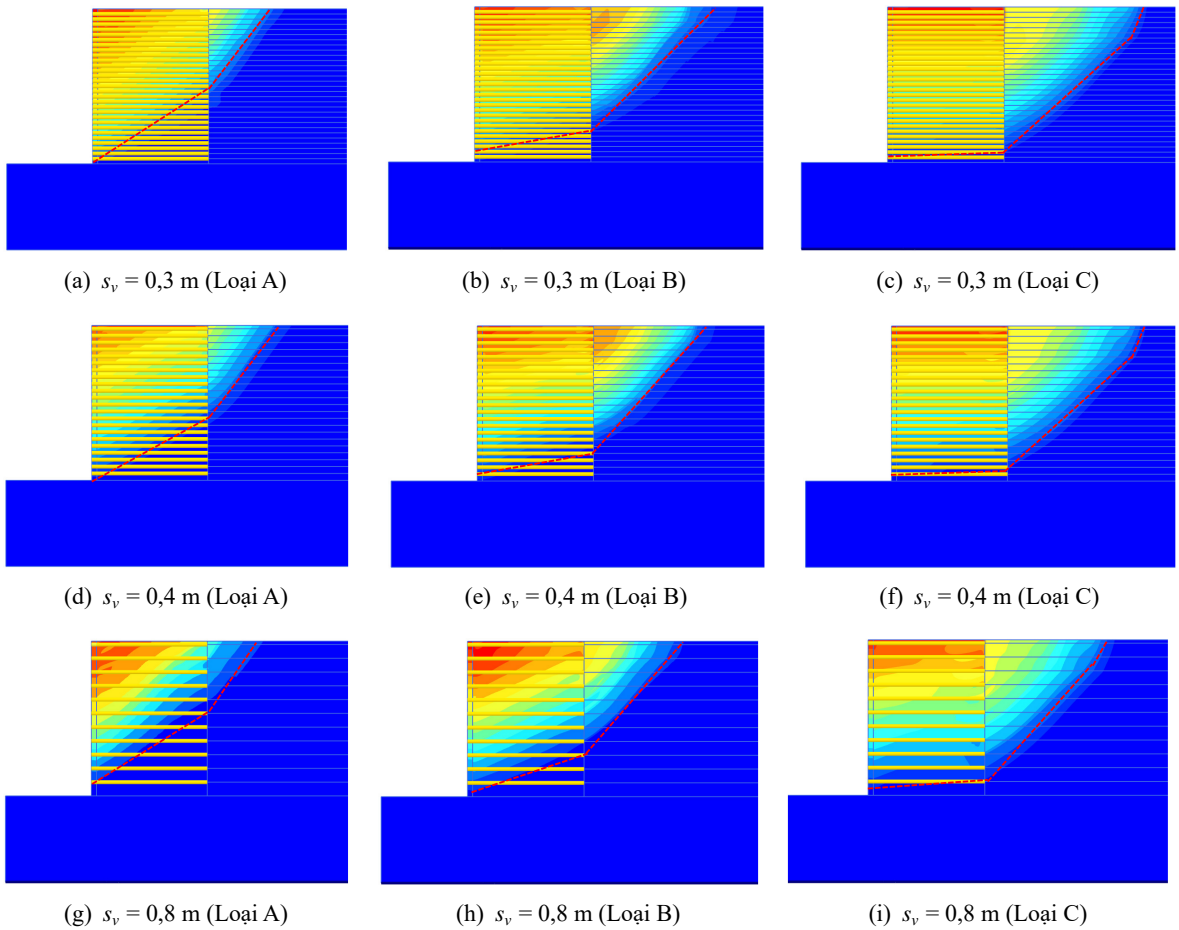 (a) sv = 0,3 m (Loại A)
(b) sv = 0,3 m (Loại B)
(c) sv = 0,3 m (Loại C)
(d) sv = 0,4 m (Loại A)
(e) sv = 0,4 m (Loại B)
(f) sv = 0,4 m (Loại C)
(g) sv = 0,8 m (Loại A)
(h) sv = 0,8 m (Loại B)
(i) sv = 0,8 m (Loại C)